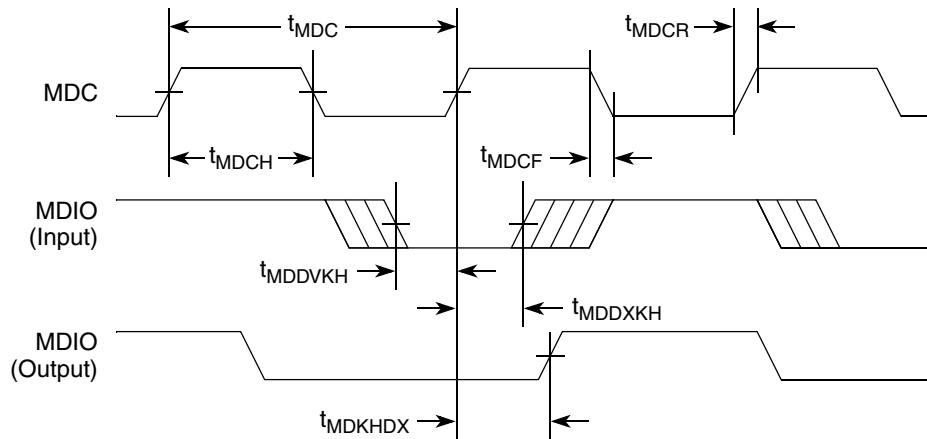 tMDC
tMDCR
MDC
tMDCH
tMDCF
MDIO
(Input)
tMDDVKH
tMDDXKH
MDIO
(Output)
tMDKHDX